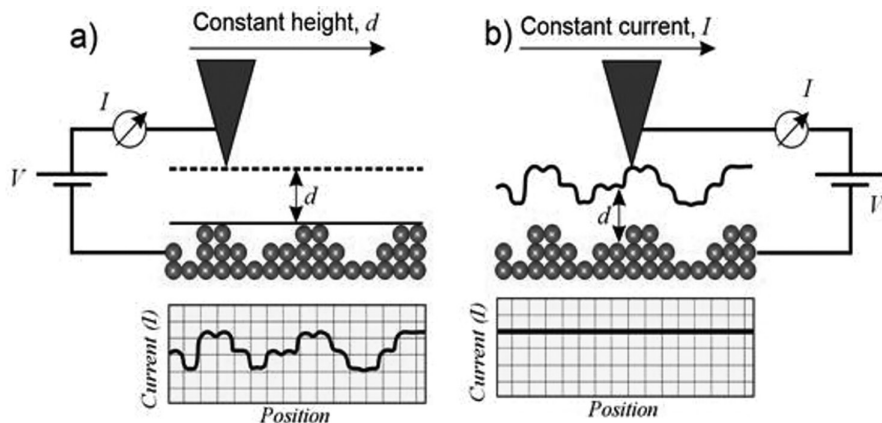 a)
Constant height, d
I
V
d
Current (I)
Position
b)
Constant current, I
I
V
d
Current (I)
Position